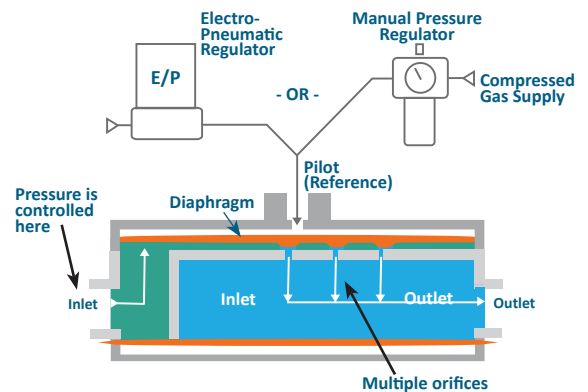 Electro-
Pneumatic
Regulator
E/P
- OR -
Manual Pressure
Regulator
Compressed
Gas Supply
Pilot
(Reference)
Diaphragm
Pressure is
controlled
here
Inlet
Inlet
Outlet
Outlet
Multiple orifices